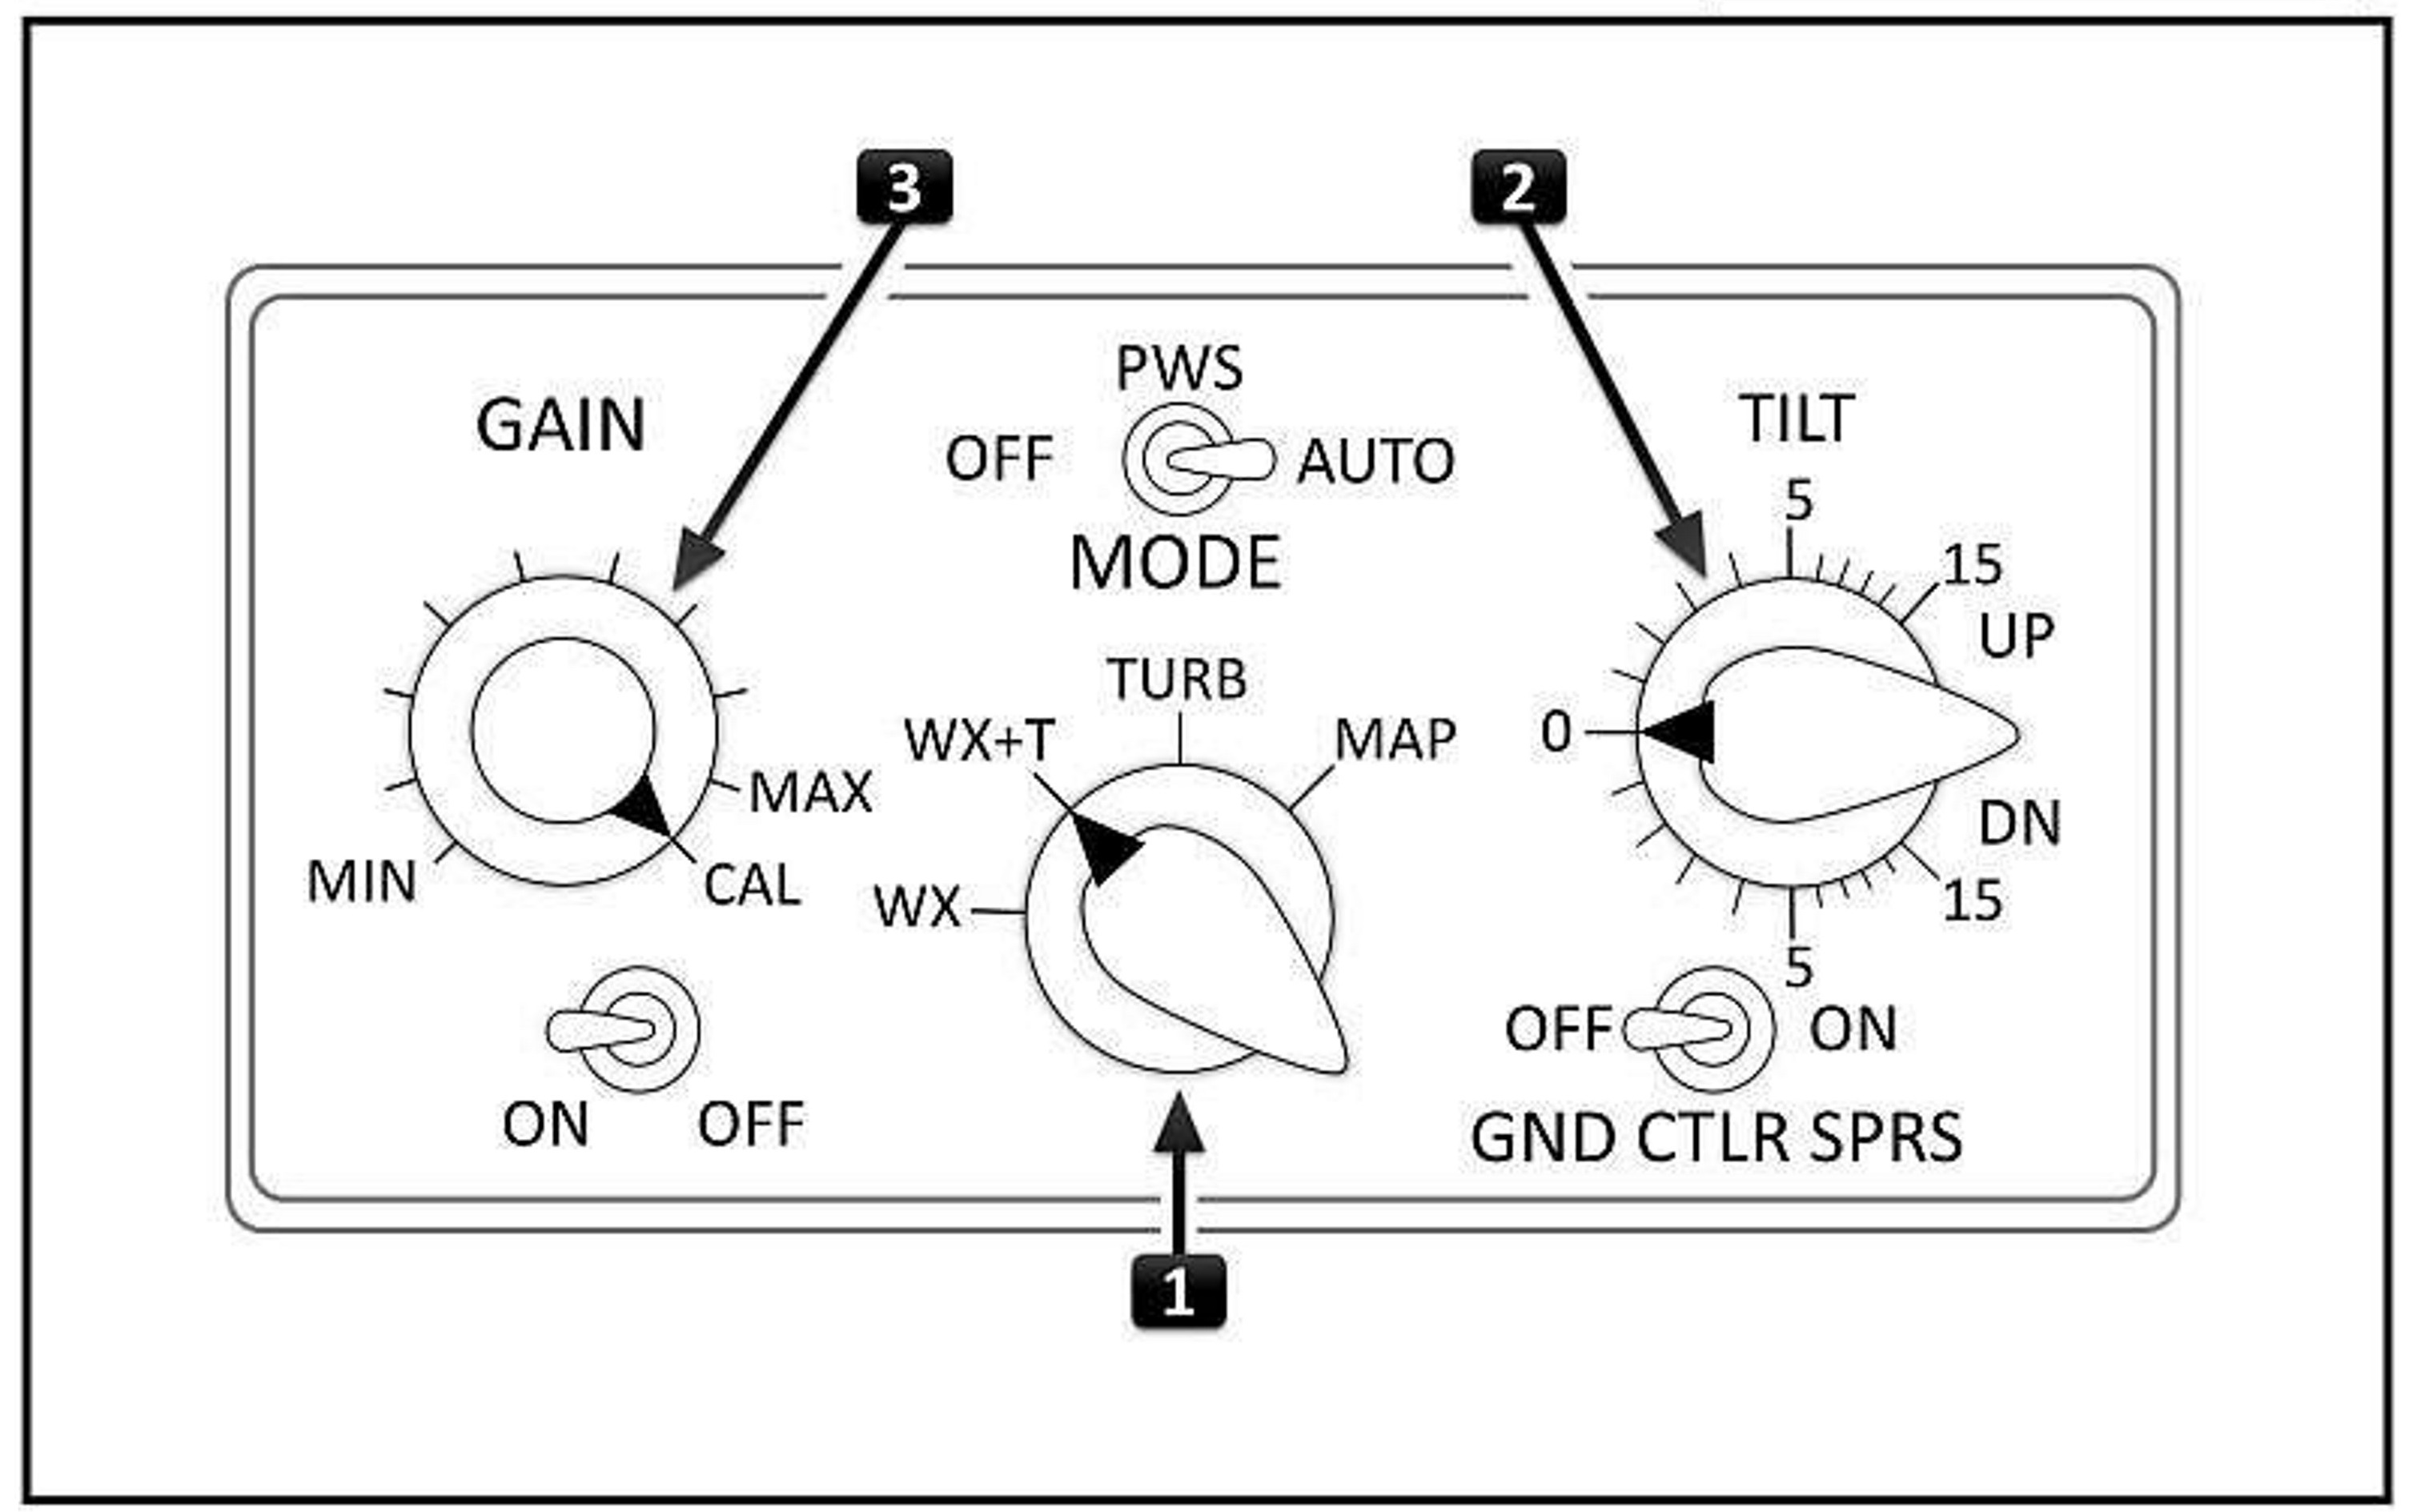 3
2
PWS
GAIN
OFF
AUTO
TILT
MODE
5
15
UP
TURB
WX+T
MAP
0
MAX
MIN
CAL
WX
DN
15
5
OFF
ON
ON
OFF
GND CTLR SPRS
1